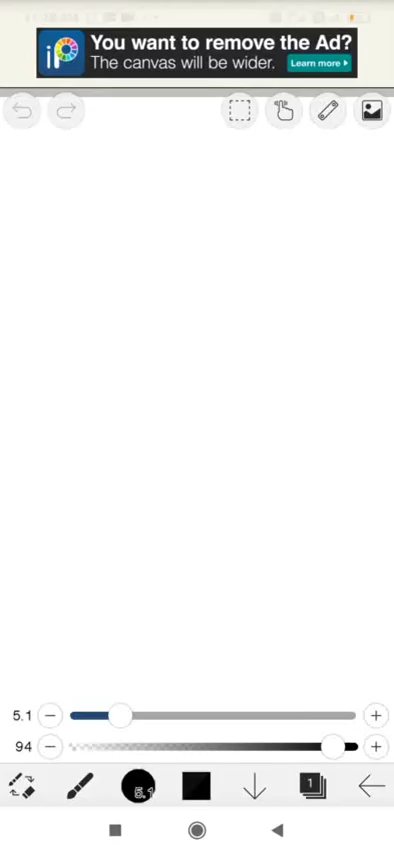 iP
You want to remove the Ad?
The canvas will be wider.
Learn more
5.1
94
5.1
1